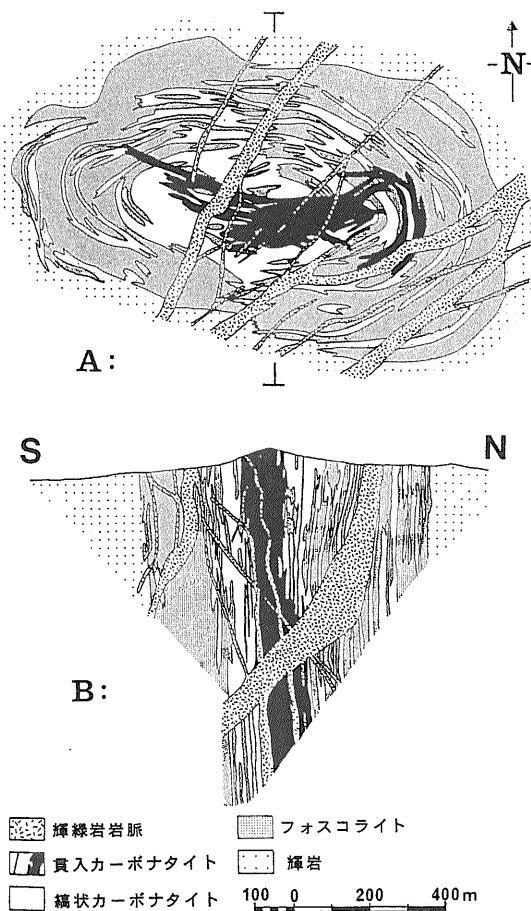 -N-
A:
S N
B:
輝緑岩岩脈
フォスコライト
貫入カーボナタイト
輝岩
縞状カーボナタイト
100 0 200 400m